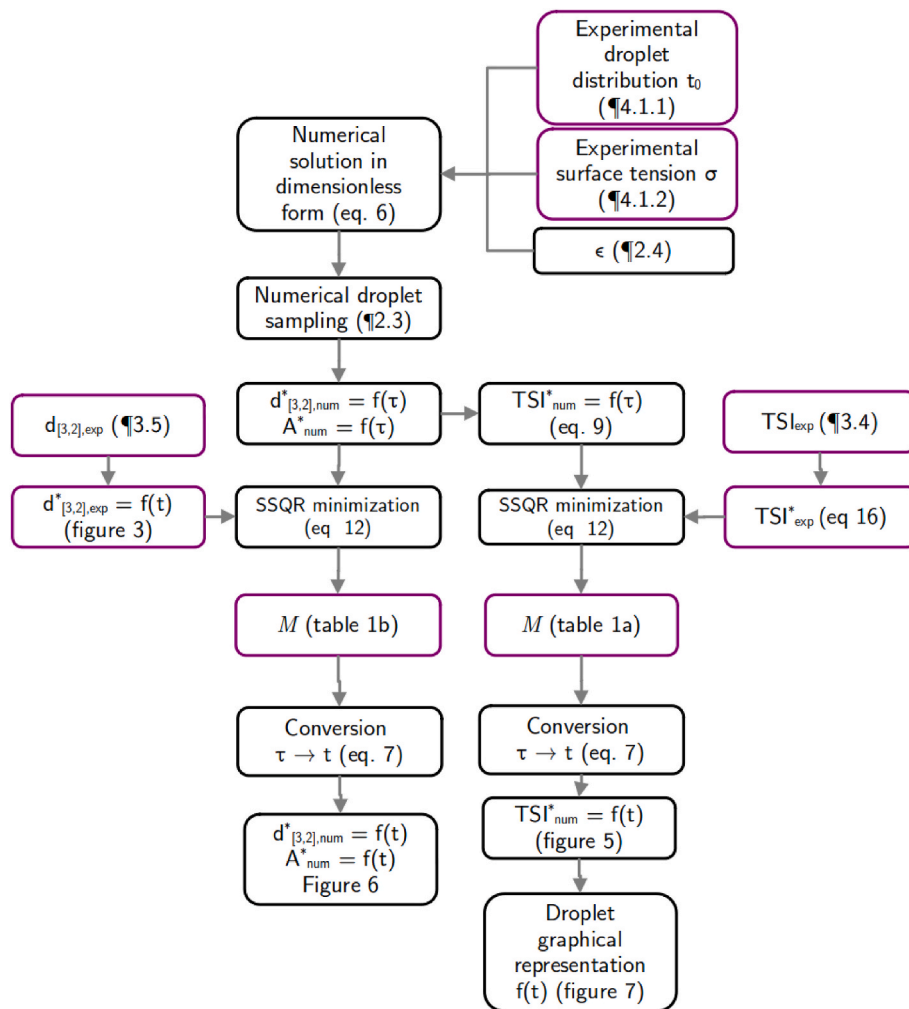 Experimental
droplet
distribution t₀
(¶4.1.1)
Numerical
solution in
dimensionless
form (eq. 6)
Experimental
surface tension σ
(¶4.1.2)
ϵ (¶2.4)
Numerical droplet
sampling (¶2.3)
d*[3,2],num = f(τ)
A*num = f(τ)
TSI*num = f(τ)
(eq. 9)
d[3,2],exp (¶3.5)
TSIexp (¶3.4)
d*[3,2],exp = f(t)
(figure 3)
SSQR minimization
(eq 12)
SSQR minimization
(eq 12)
TSI*exp (eq 16)
M (table 1b)
M (table 1a)
Conversion
τ → t (eq. 7)
Conversion
τ → t (eq. 7)
d*[3,2],num = f(t)
A*num = f(t)
Figure 6
TSI*num = f(t)
(figure 5)
Droplet
graphical
representation
f(t) (figure 7)